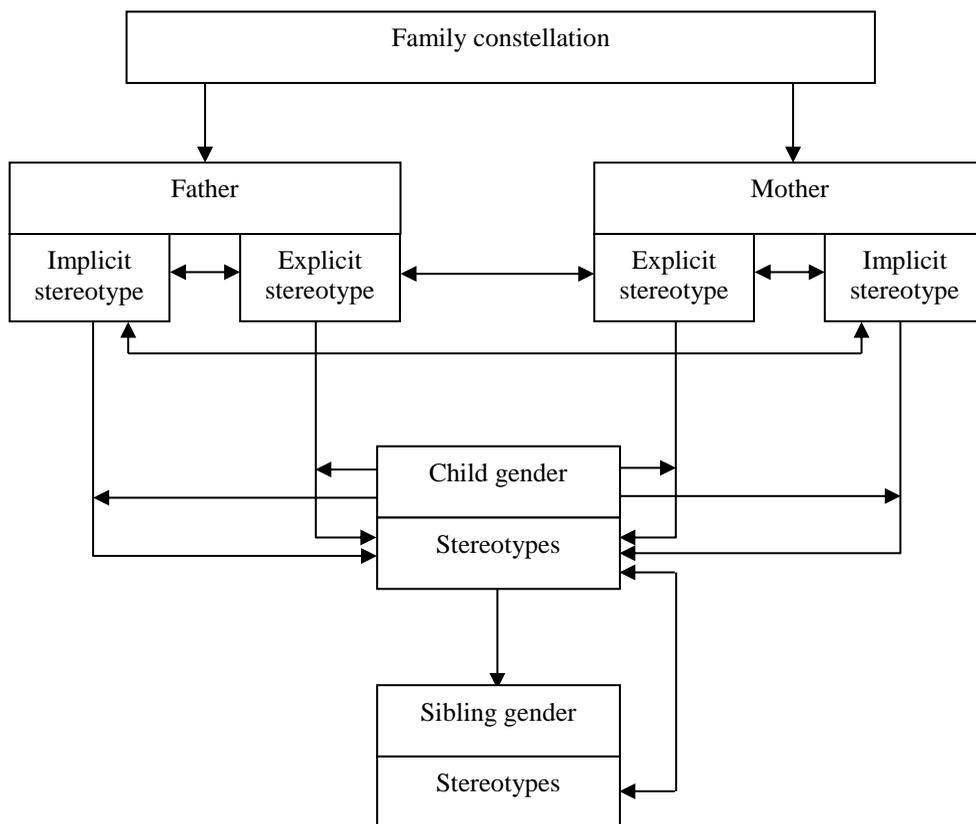 Family constellation
Father
Mother
Implicit
stereotype
Explicit
stereotype
Explicit
stereotype
Implicit
stereotype
Child gender
Stereotypes
Sibling gender
Stereotypes